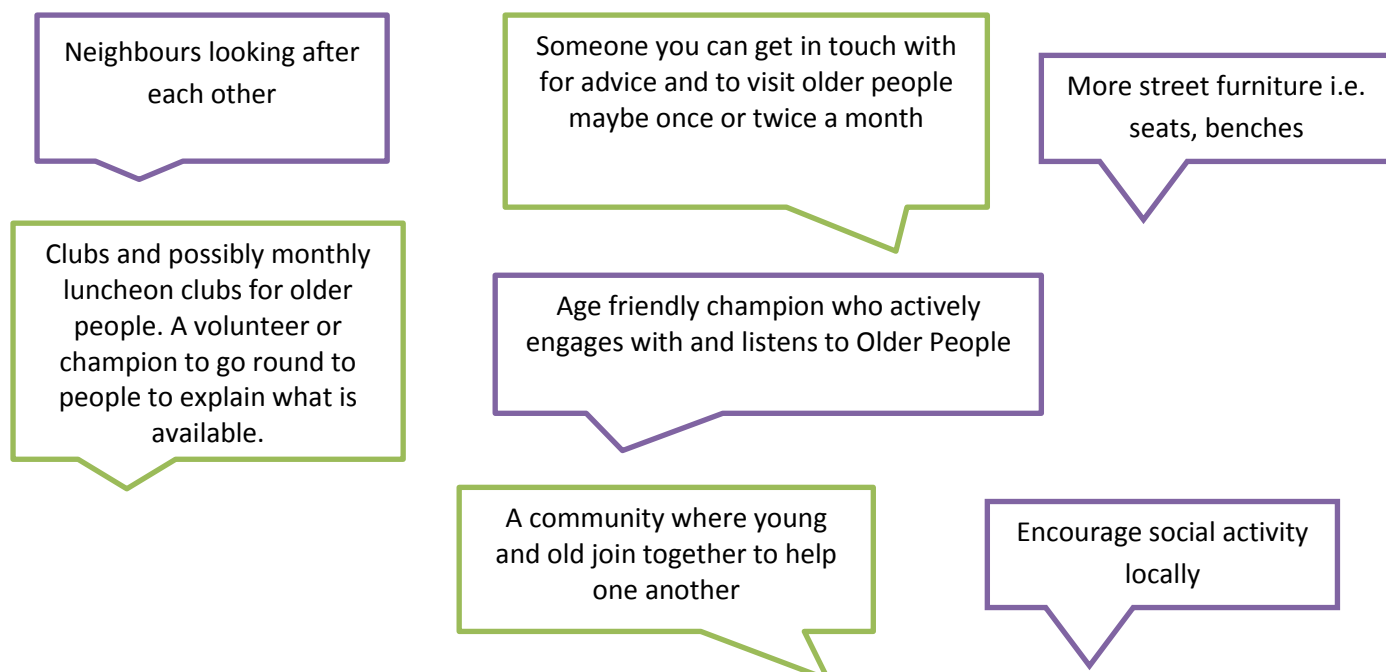 Neighbours looking after
each other
Someone you can get in touch with
for advice and to visit older people
maybe once or twice a month
More street furniture i.e.
seats, benches
Clubs and possibly monthly
luncheon clubs for older
people. A volunteer or
champion to go round to
people to explain what is
available.
Age friendly champion who actively
engages with and listens to Older People
A community where young
and old join together to help
one another
Encourage social activity
locally